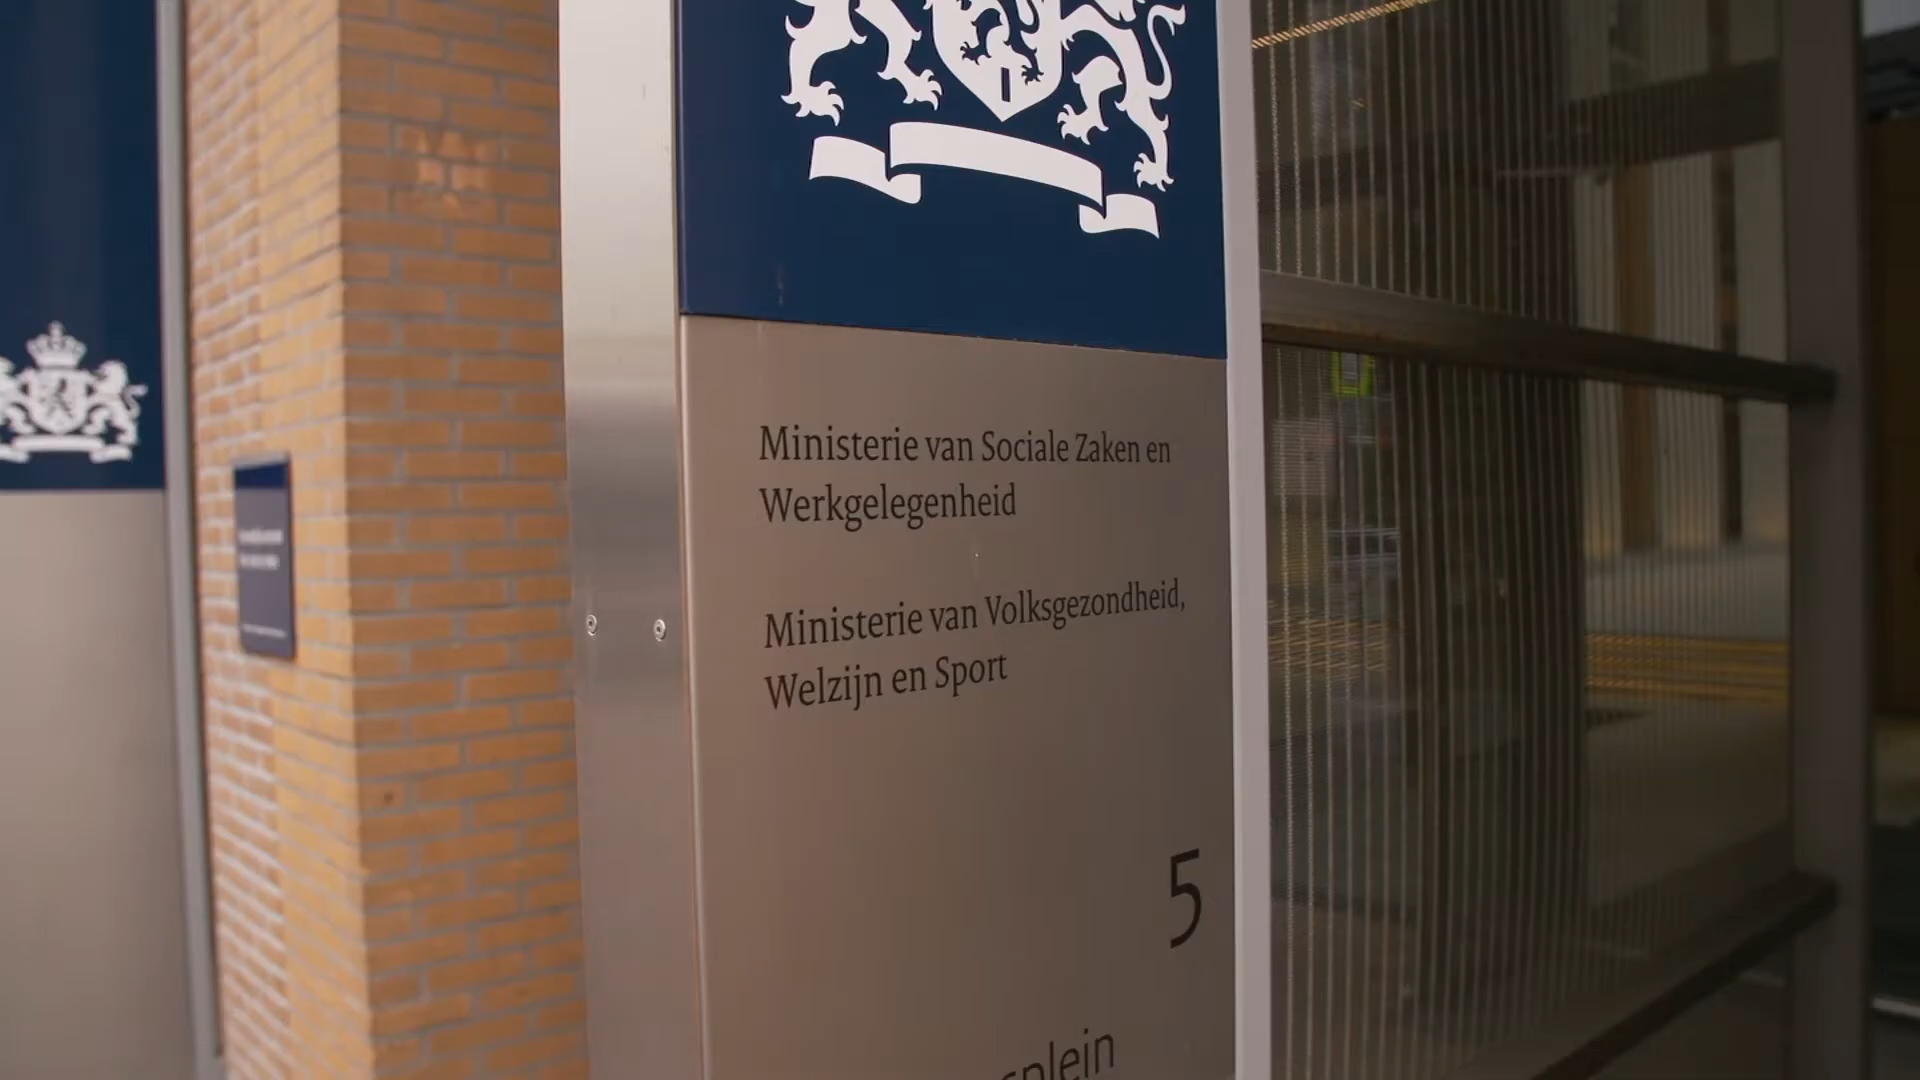 Ministerie van Sociale Zaken en
Werkgelegenheid
Ministerie van Volksgezondheid,
Welzijn en Sport
5